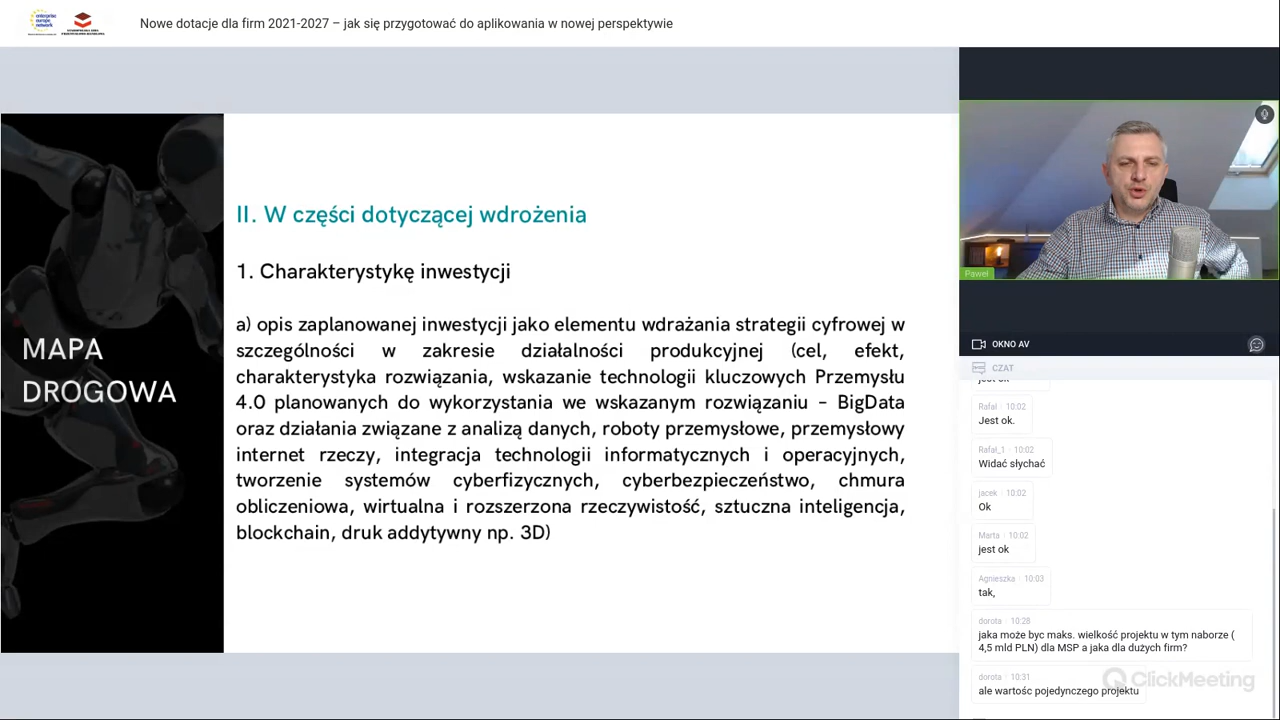 enterprise
europe
network
Nowe dotacje dla firm 2021-2027 – jak się przygotować do aplikowania w nowej perspektywie
MAPA
DROGOWA
II. W części dotyczącej wdrożenia
1. Charakterystykę inwestycji
a) opis zaplanowanej inwestycji jako elementu wdrażania strategii cyfrowej w
szczególności w zakresie działalności produkcyjnej (cel, efekt,
charakterystyka rozwiązania, wskazanie technologii kluczowych Przemysłu
4.0 planowanych do wykorzystania we wskazanym rozwiązaniu – BigData
oraz działania związane z analizą danych, roboty przemysłowe, przemysłowy
internet rzeczy, integracja technologii informatycznych i operacyjnych,
tworzenie systemów cyberfizycznych, cyberbezpieczeństwo, chmura
obliczeniowa, wirtualna i rozszerzona rzeczywistość, sztuczna inteligencja,
blockchain, druk addytywny np. 3D)
Paweł
OKNO AV
CZAT
jest ok
Rafał 10:02
Jest ok.
Rafał_1 10:02
Widać słychać
jacek 10:02
Ok
Marta 10:02
jest ok
Agnieszka 10:03
tak,
dorota 10:28
jaka może byc maks. wielkość projektu w tym naborze (
4,5 mld PLN) dla MSP a jaka dla dużych firm?
dorota 10:31
ale wartośc pojedynczego projektu
ClickMeeting